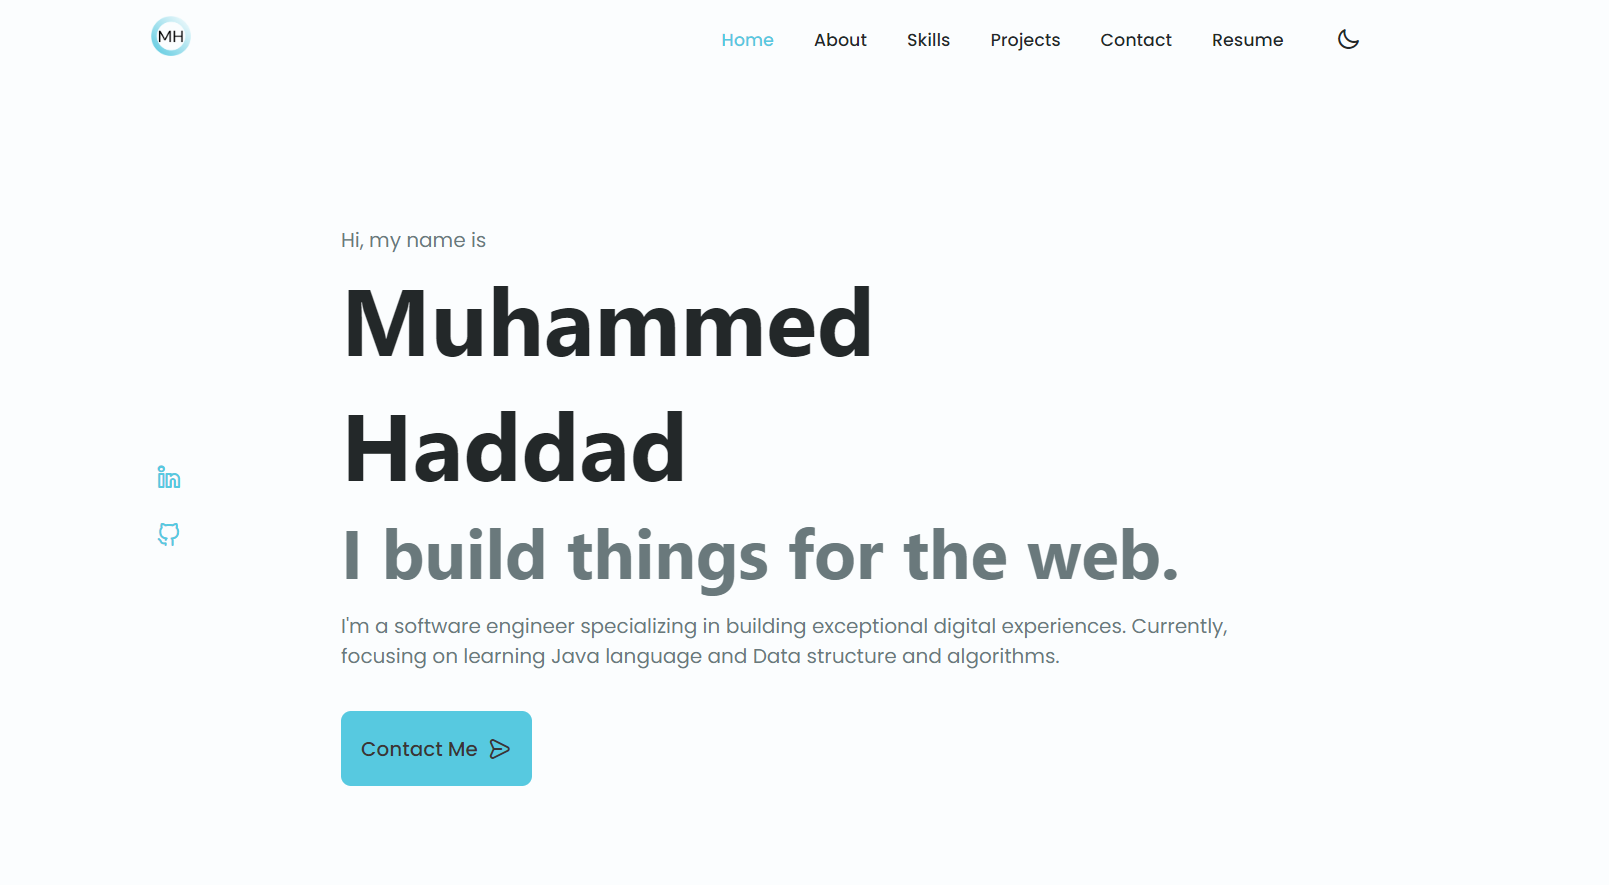 MH
Home About Skills Projects Contact Resume
Hi, my name is
Muhammed
Haddad
in
I build things for the web.
I'm a software engineer specializing in building exceptional digital experiences. Currently,
focusing on learning Java language and Data structure and algorithms.
Contact Me